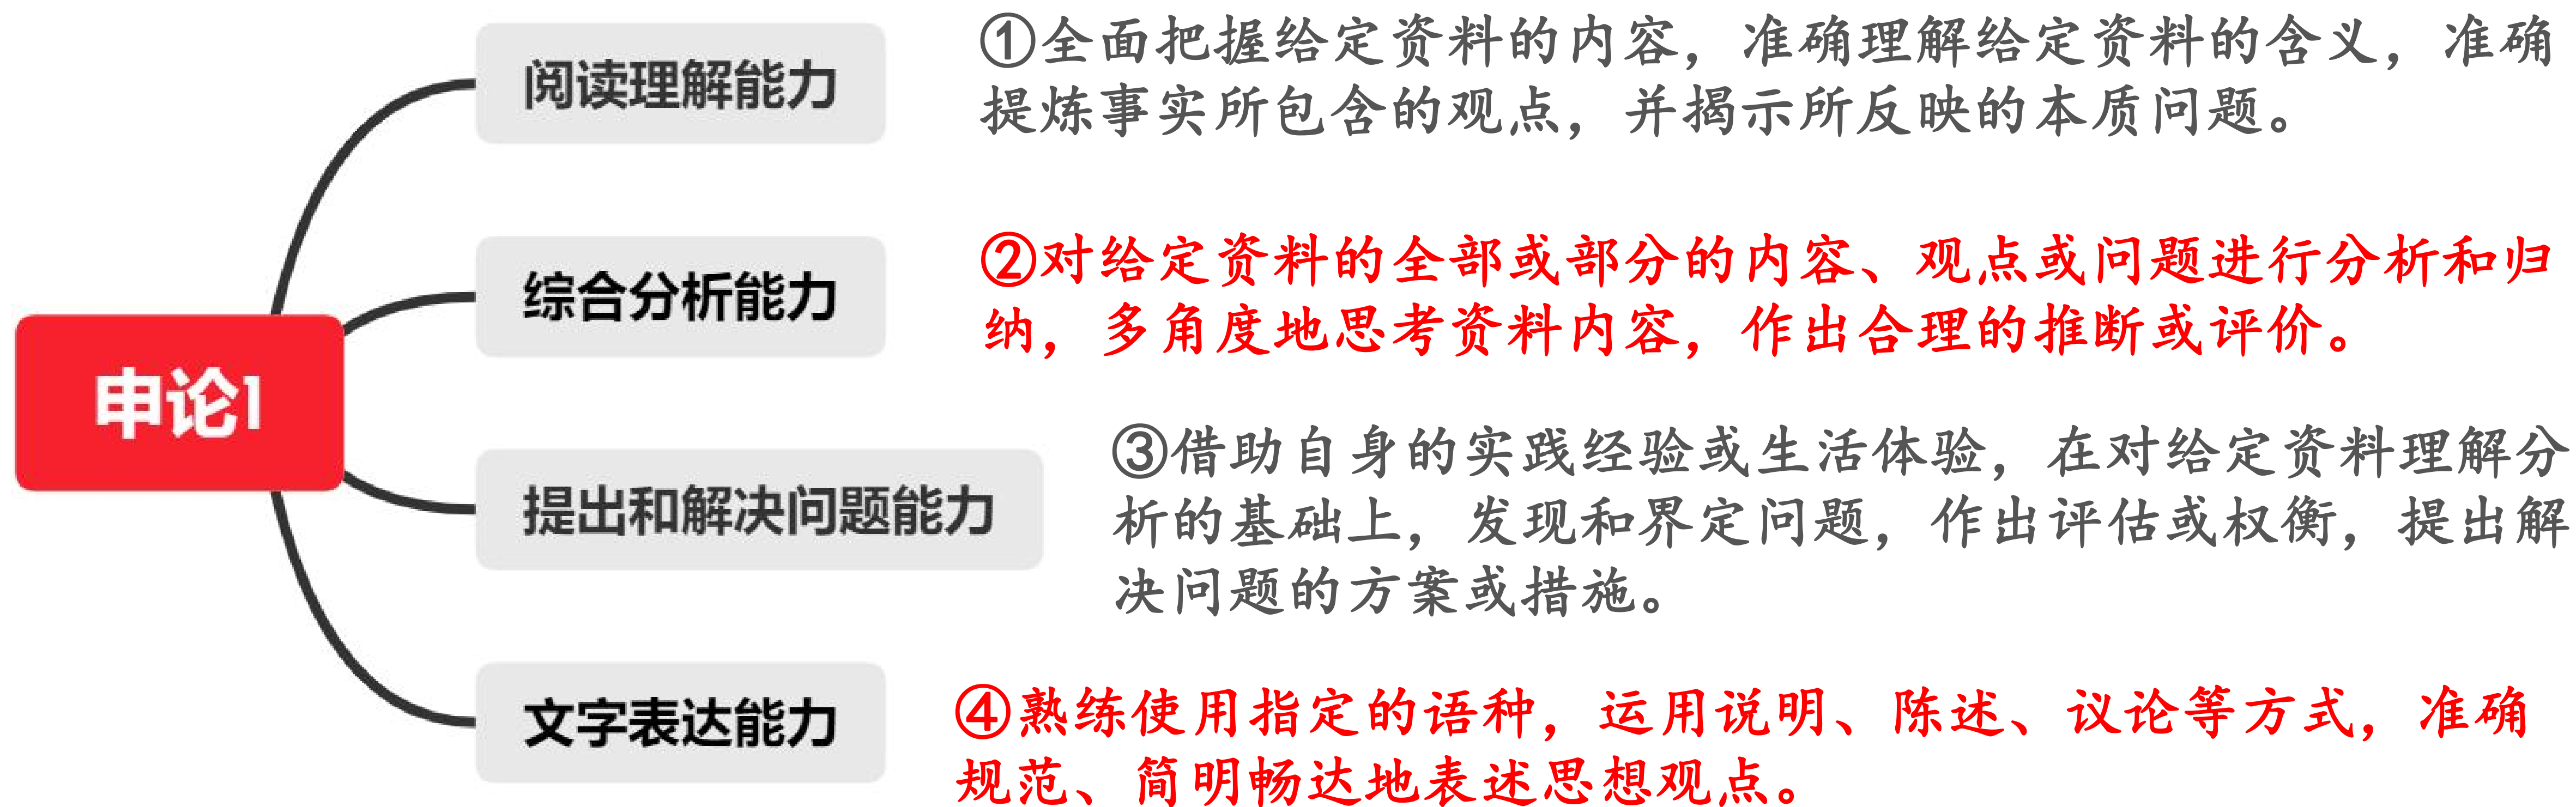 申论1
阅读理解能力
①全面把握给定资料的内容，准确理解给定资料的含义，准确
提炼事实所包含的观点，并揭示所反映的本质问题。
综合分析能力
②对给定资料的全部或部分的内容、观点或问题进行分析和归
纳，多角度地思考资料内容，作出合理的推断或评价。
提出和解决问题能力
③借助自身的实践经验或生活体验，在对给定资料理解分
析的基础上，发现和界定问题，作出评估或权衡，提出解
决问题的方案或措施。
文字表达能力
④熟练使用指定的语种，运用说明、陈述、议论等方式，准确
规范、简明畅达地表述思想观点。